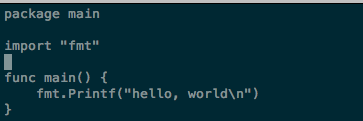 package main

import "fmt"

func main() {
    fmt.Printf("hello, world\n")
}